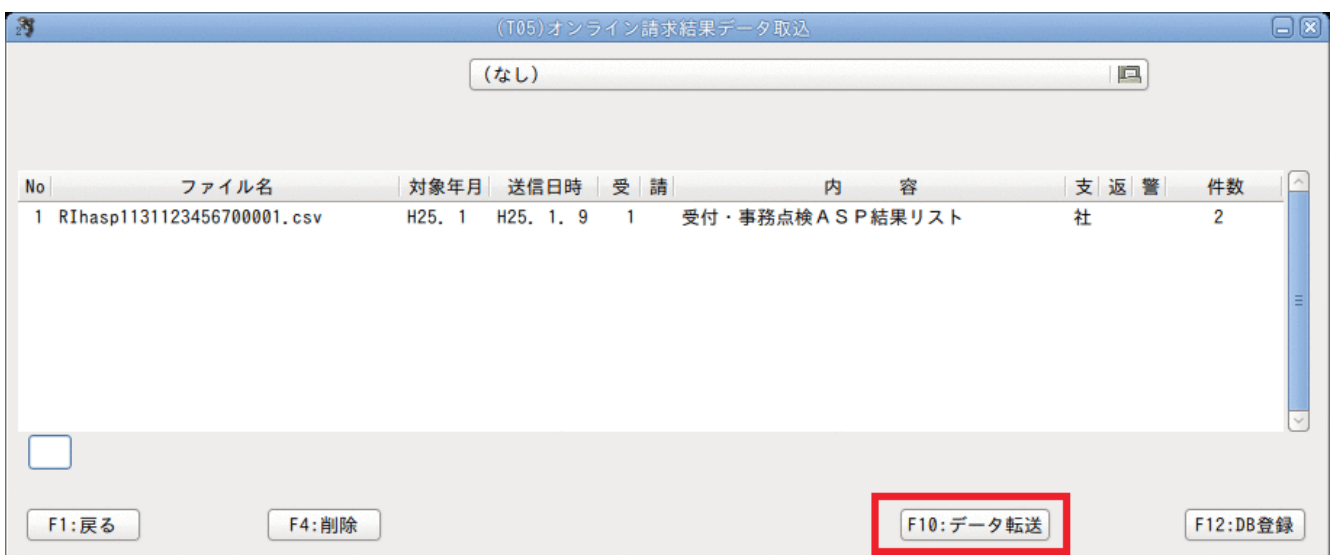 (T05)オンライン請求結果データ取込
(なし)
No ファイル名 対象年月 送信日時 受 請 内 容 支 返 警 件数
1 RIhasp1131123456700001.csv H25. 1 H25. 1. 9 1 受付・事務点検ASP結果リスト 社 2
F1:戻る F4:削除 F10:データ転送 F12:DB登録